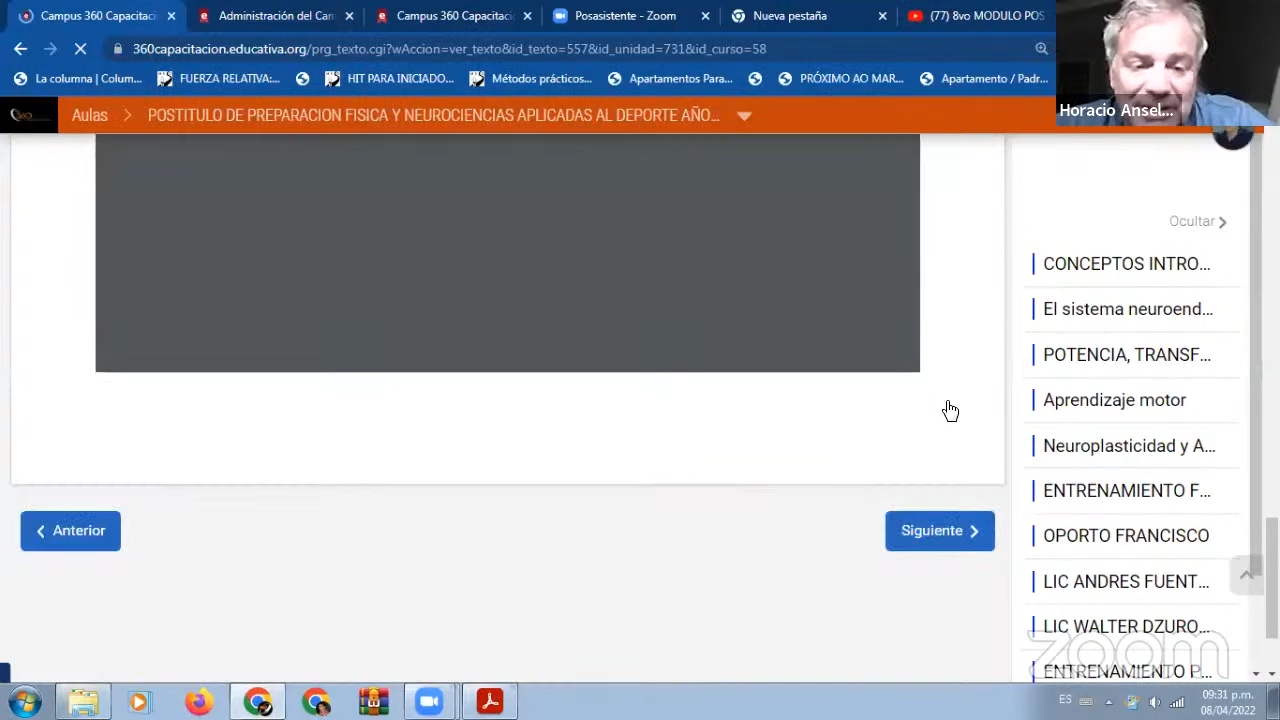 Campus 360 Capacitac
Administración del Can
Campus 360 Capacitaci
Posasistente - Zoom
Nueva pestaña
(77) 8vo MODULO POS
360capacitacion.educativa.org/prg_texto.cgi?wAccion=ver_texto&id_texto=557&id_unidad=731&id_curso=58
La columna | Colum...
FUERZA RELATIVA:...
HIT PARA INICIADO...
Métodos prácticos...
Apartamentos Para...
PRÓXIMO AO MAR...
Apartamento / Padr...
Horacio Ansel...
Aulas
POSTITULO DE PREPARACION FISICA Y NEUROCIENCIAS APLICADAS AL DEPORTE AÑO...
Ocultar
CONCEPTOS INTRO...
El sistema neuroend...
POTENCIA, TRANSF...
Aprendizaje motor
Neuroplasticidad y A...
ENTRENAMIENTO F...
OPORTO FRANCISCO
LIC ANDRES FUENT...
LIC WALTER DZURO...
ENTRENAMIENTO P...
Anterior
Siguiente
zoom
ES
09:31 p.m.
08/04/2022